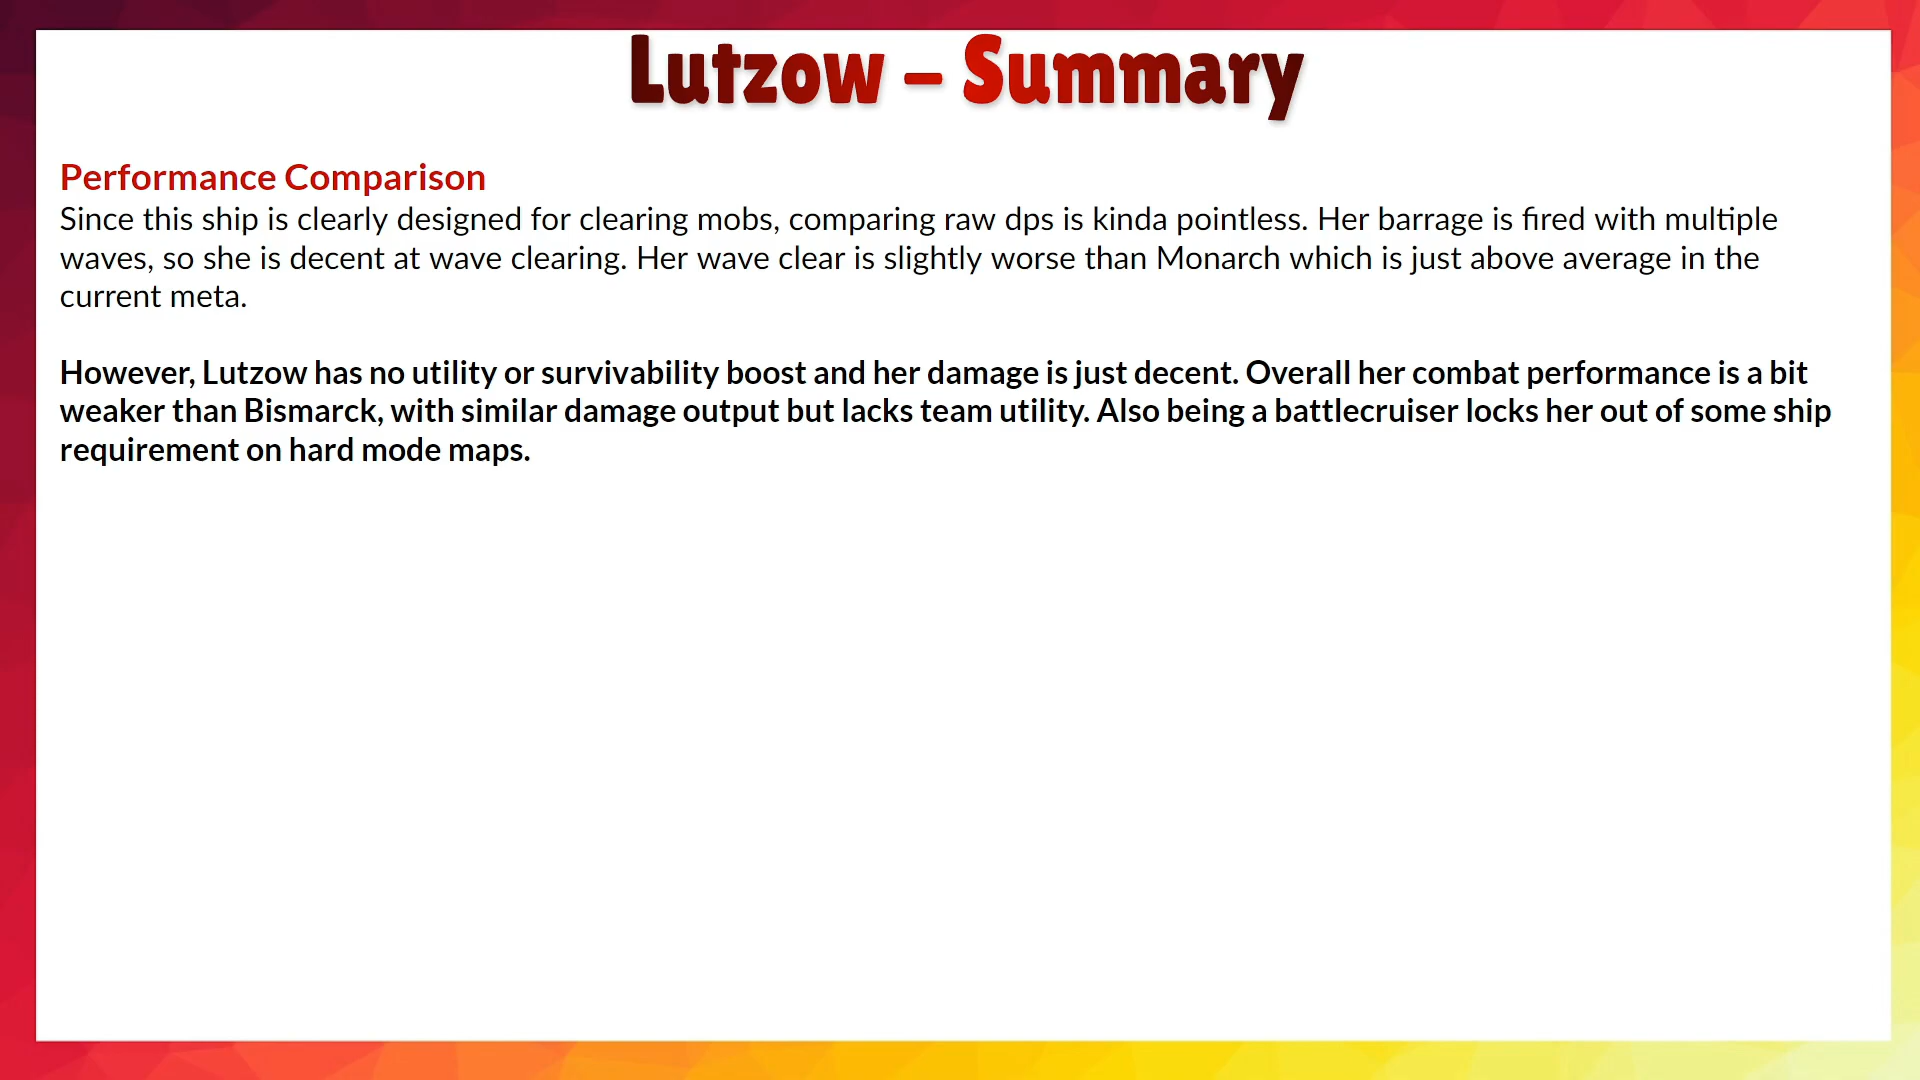 Lutzow – Summary
Performance Comparison
Since this ship is clearly designed for clearing mobs, comparing raw dps is kinda pointless. Her barrage is fired with multiple
waves, so she is decent at wave clearing. Her wave clear is slightly worse than Monarch which is just above average in the
current meta.
However, Lutzow has no utility or survivability boost and her damage is just decent. Overall her combat performance is a bit
weaker than Bismarck, with similar damage output but lacks team utility. Also being a battlecruiser locks her out of some ship
requirement on hard mode maps.